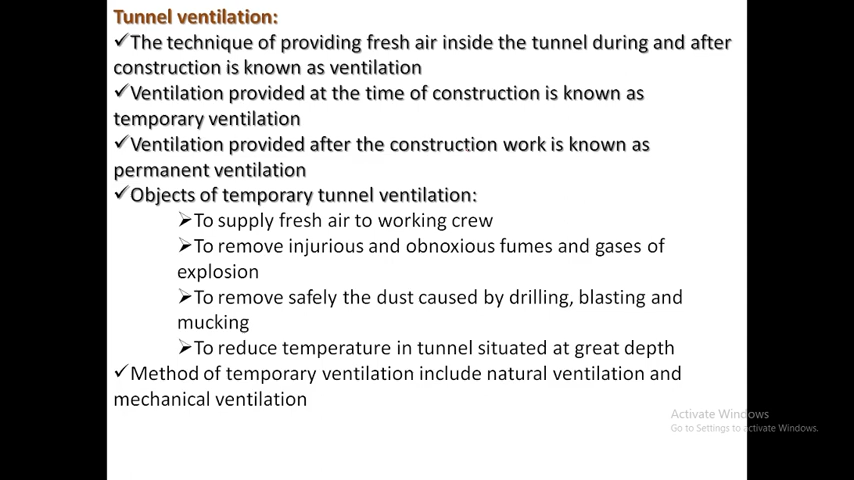 Tunnel ventilation:
✓The technique of providing fresh air inside the tunnel during and after
construction is known as ventilation
✓Ventilation provided at the time of construction is known as
temporary ventilation
✓Ventilation provided after the construction work is known as
permanent ventilation
✓Objects of temporary tunnel ventilation:
➢To supply fresh air to working crew
➢To remove injurious and obnoxious fumes and gases of
explosion
➢To remove safely the dust caused by drilling, blasting and
mucking
➢To reduce temperature in tunnel situated at great depth
✓Method of temporary ventilation include natural ventilation and
mechanical ventilation
Activate Windows
Go to Settings to activate Windows.